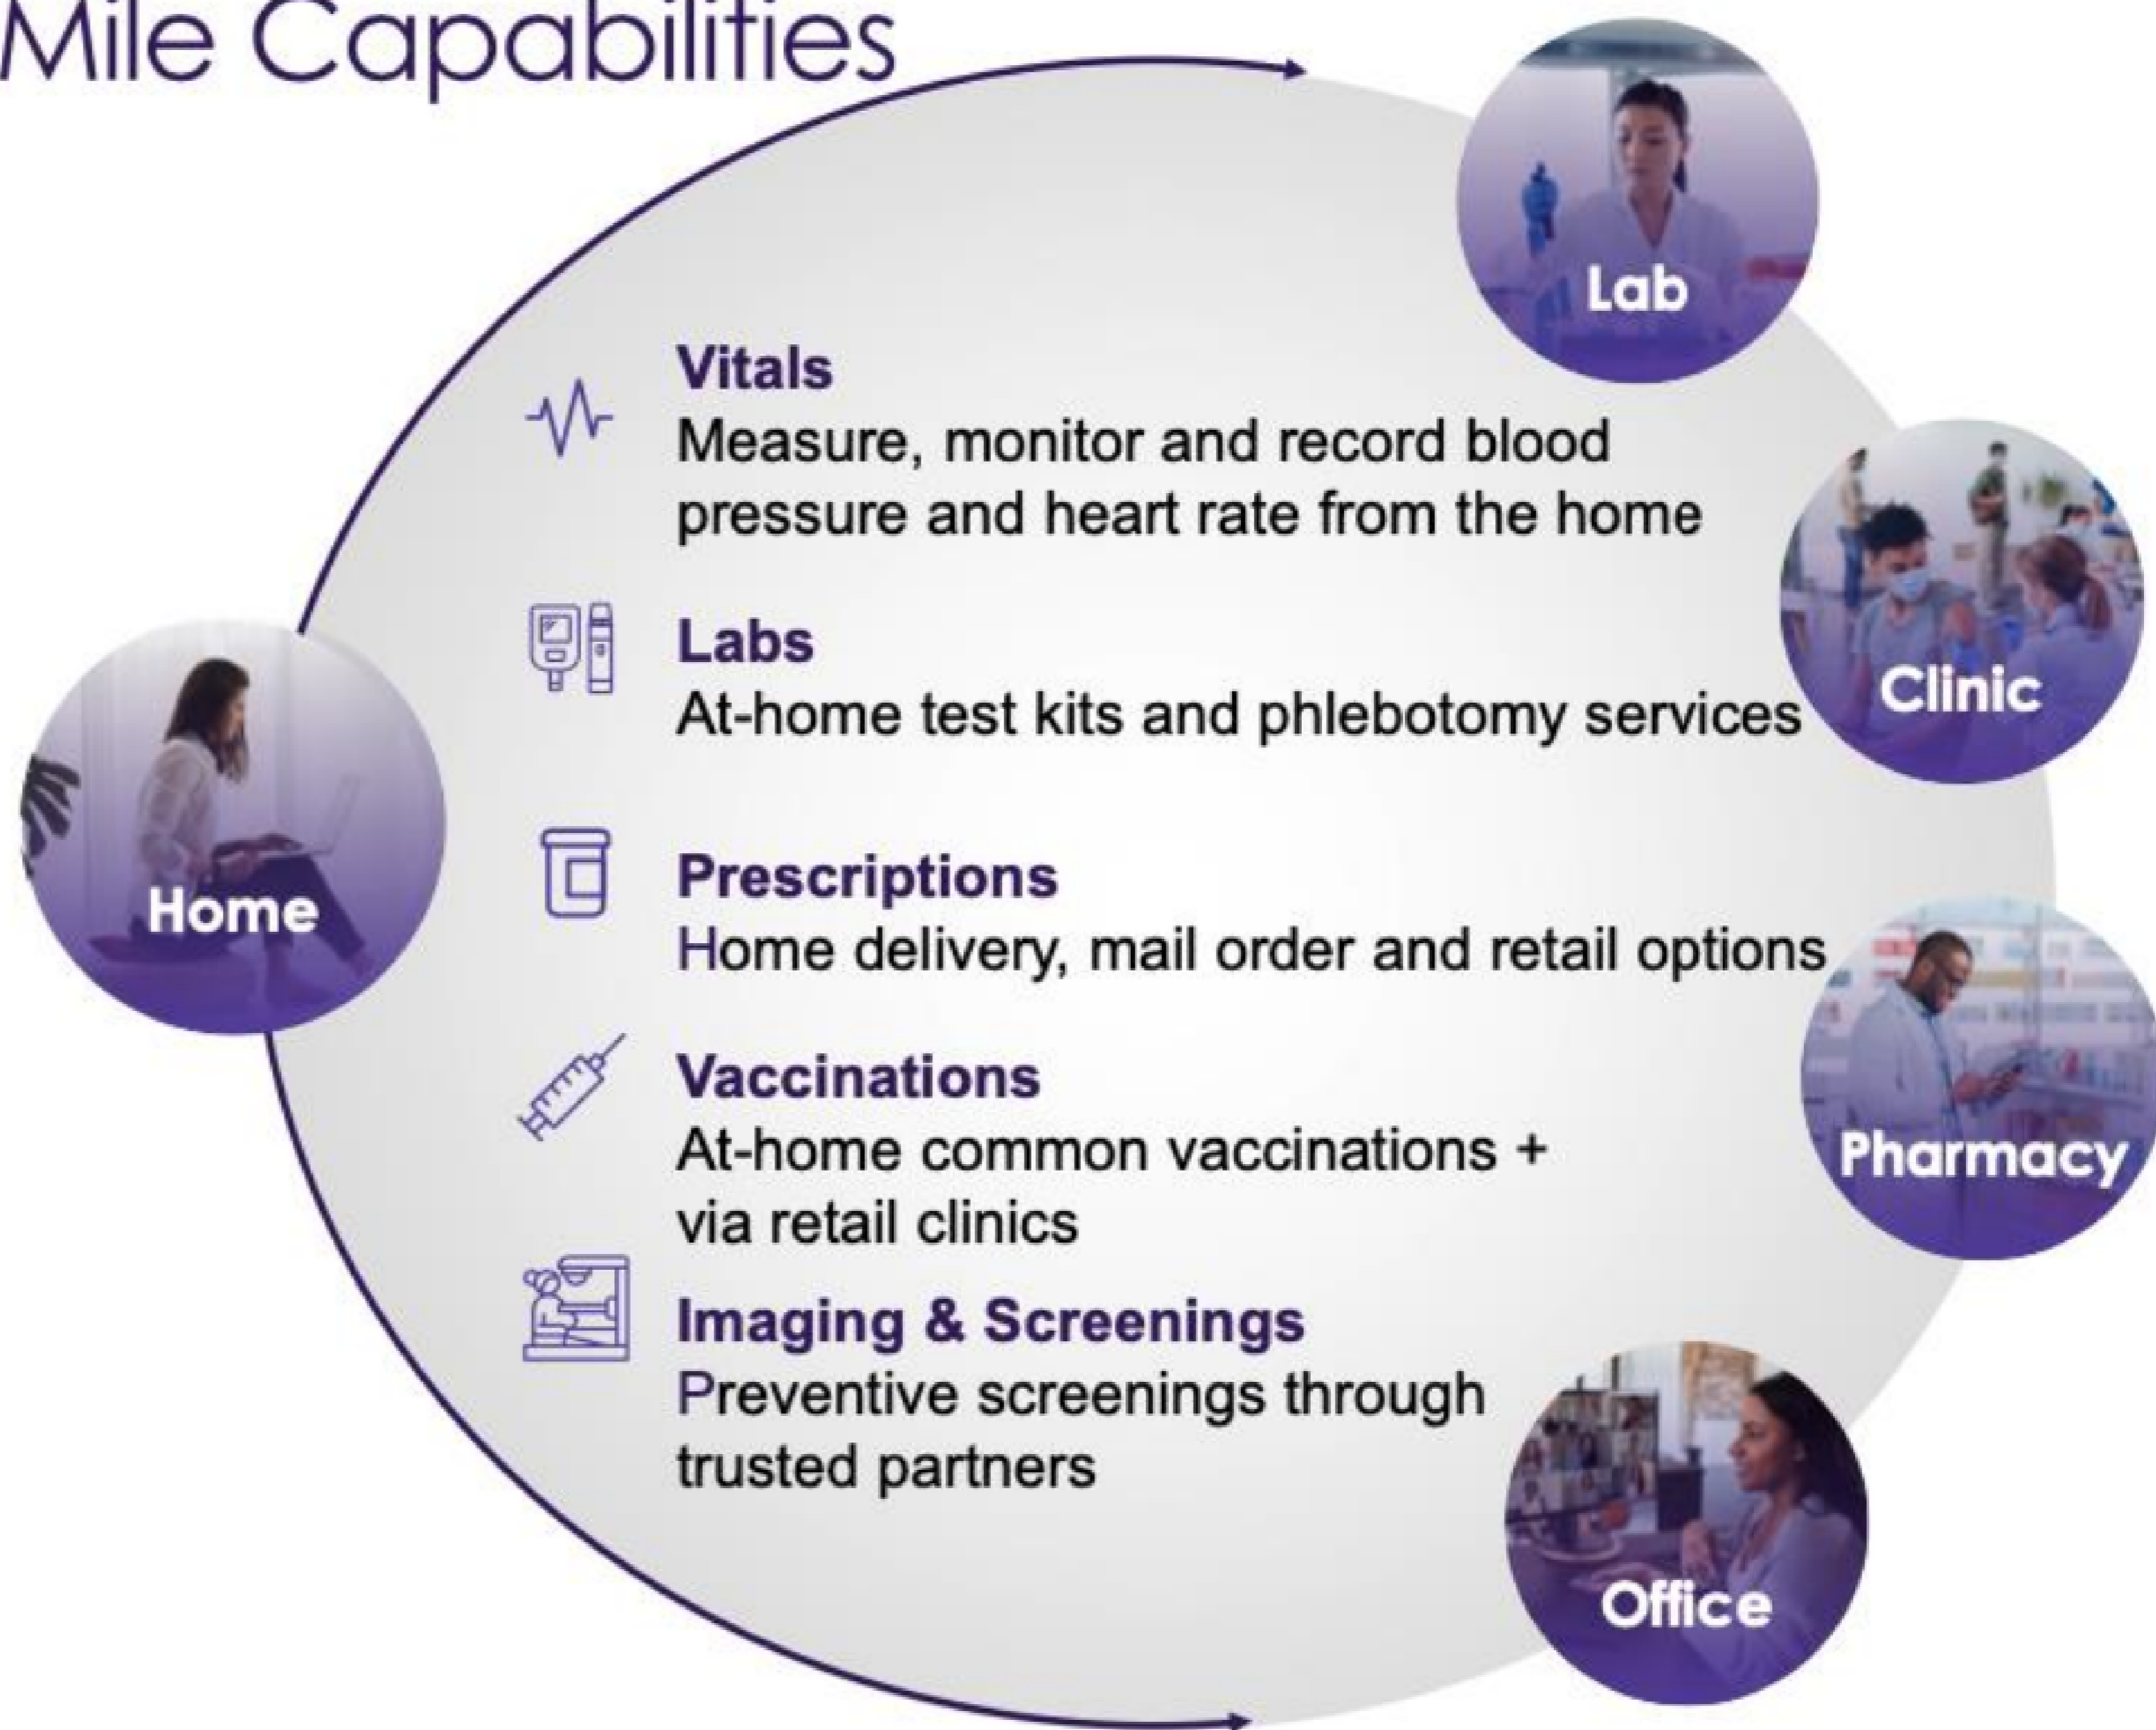 Mile Capabilities
Lab
Vitals
Measure, monitor and record blood
pressure and heart rate from the home
Clinic
Labs
At-home test kits and phlebotomy services
Home
Prescriptions
Home delivery, mail order and retail options
Pharmacy
Vaccinations
At-home common vaccinations +
via retail clinics
Imaging & Screenings
Preventive screenings through
trusted partners
Office